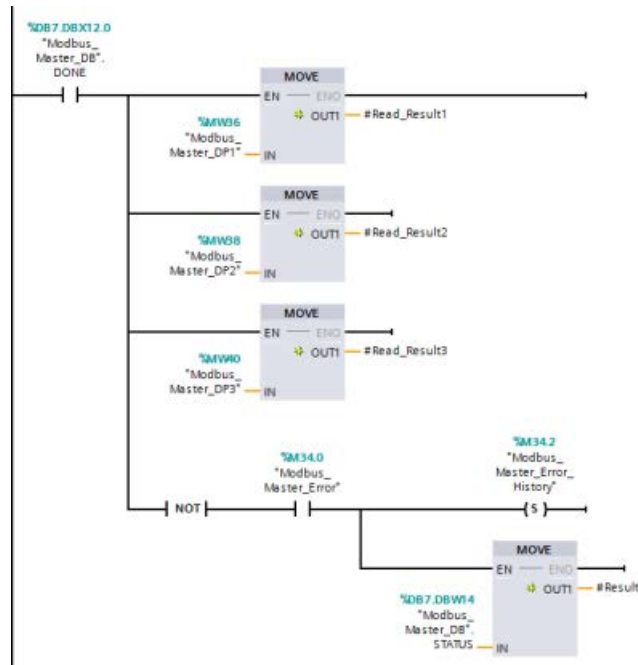 %DB7.DBX12.0
"Modbus_
Master_DB".
DONE
MOVE
EN ENO
OUT1 #Read_Result1
%MW36
"Modbus_
Master_DP1" IN
MOVE
EN ENO
OUT1 #Read_Result2
%MW38
"Modbus_
Master_DP2" IN
MOVE
EN ENO
OUT1 #Read_Result3
%MW40
"Modbus_
Master_DP3" IN
%M34.0
"Modbus_
Master_Error"
%M34.2
"Modbus_
Master_Error_
History"
NOT
S
MOVE
EN ENO
OUT1 #Result
%DB7.DBW14
"Modbus_
Master_DB".
STATUS IN